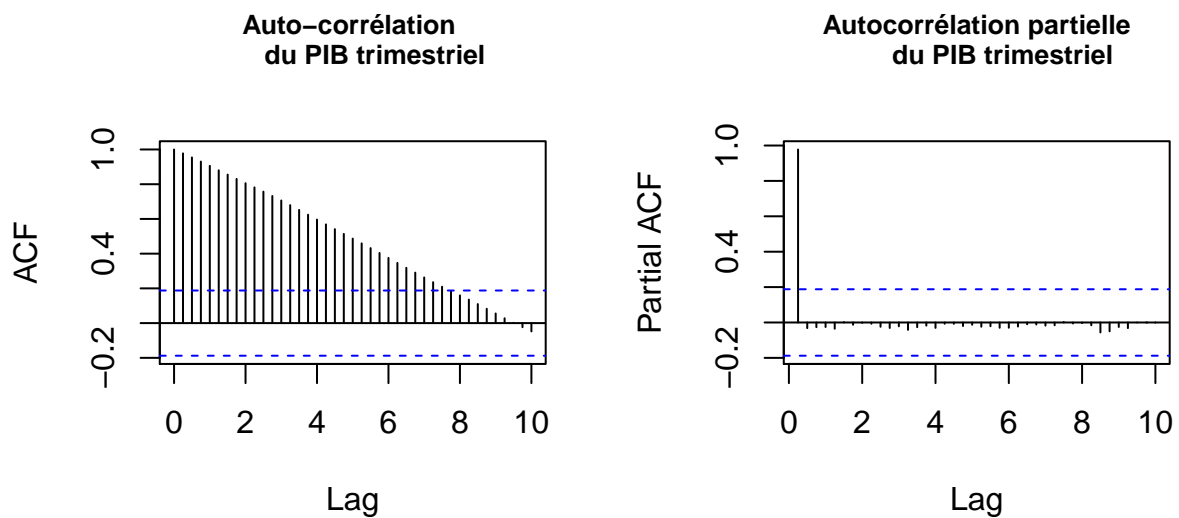 Auto−corrélation
du PIB trimestriel
ACF
−0.2 0.4 1.0
0 2 4 6 8 10
Lag
Autocorrélation partielle
du PIB trimestriel
Partial ACF
−0.2 0.4 1.0
0 2 4 6 8 10
Lag